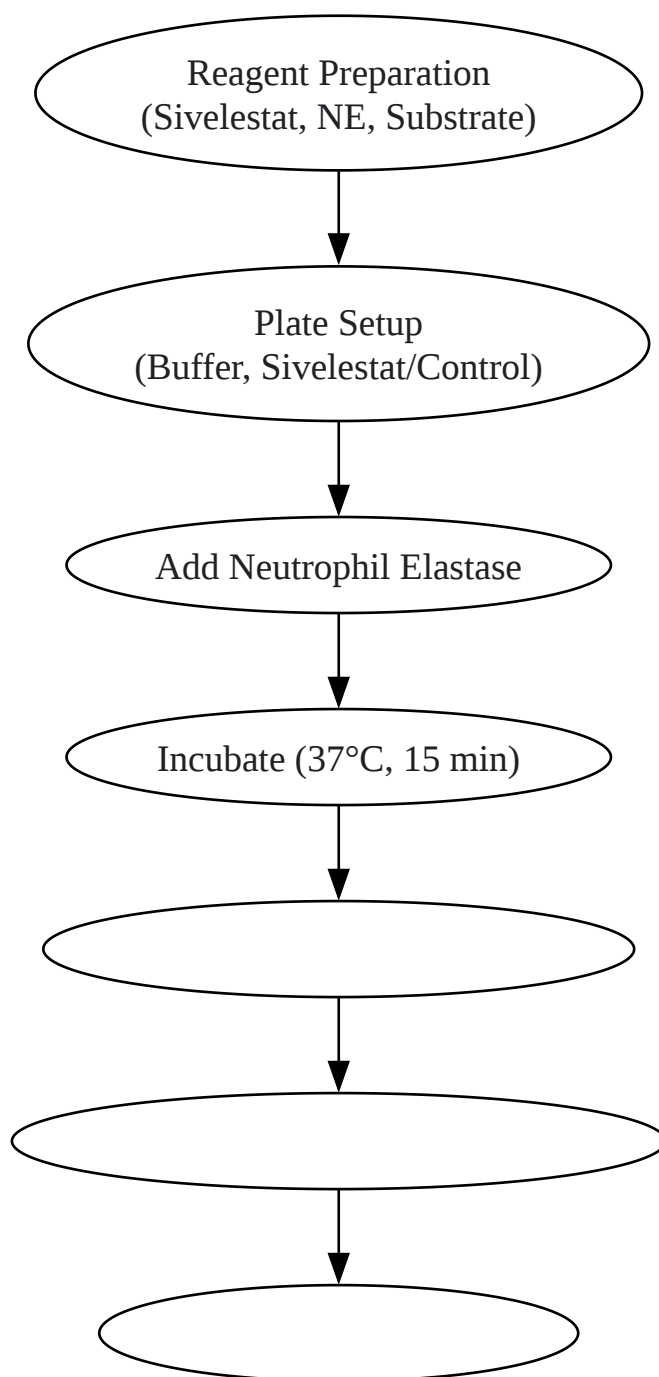 Reagent Preparation
(Sivelestat, NE, Substrate)
Plate Setup
(Buffer, Sivelestat/Control)
Add Neutrophil Elastase
Incubate (37°C, 15 min)